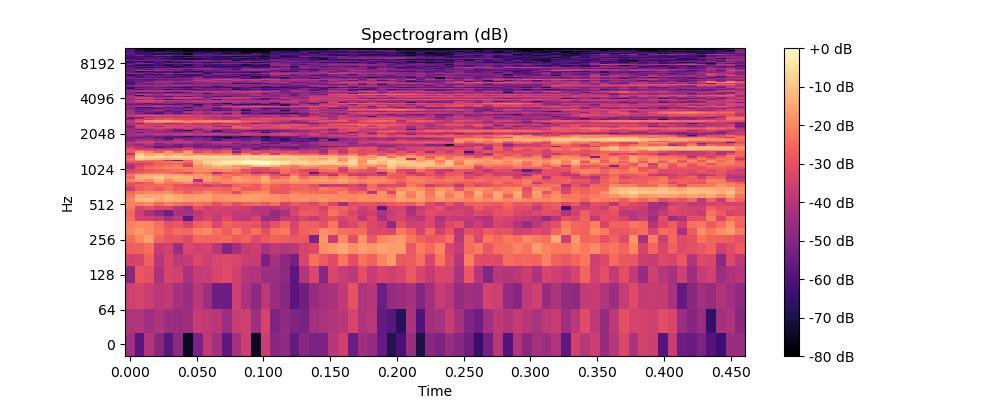 Spectrogram (dB)
Hz
8192
4096
2048
1024
512
256
128
64
0
0.000 0.050 0.100 0.150 0.200 0.250 0.300 0.350 0.400 0.450
Time
+0 dB
-10 dB
-20 dB
-30 dB
-40 dB
-50 dB
-60 dB
-70 dB
-80 dB